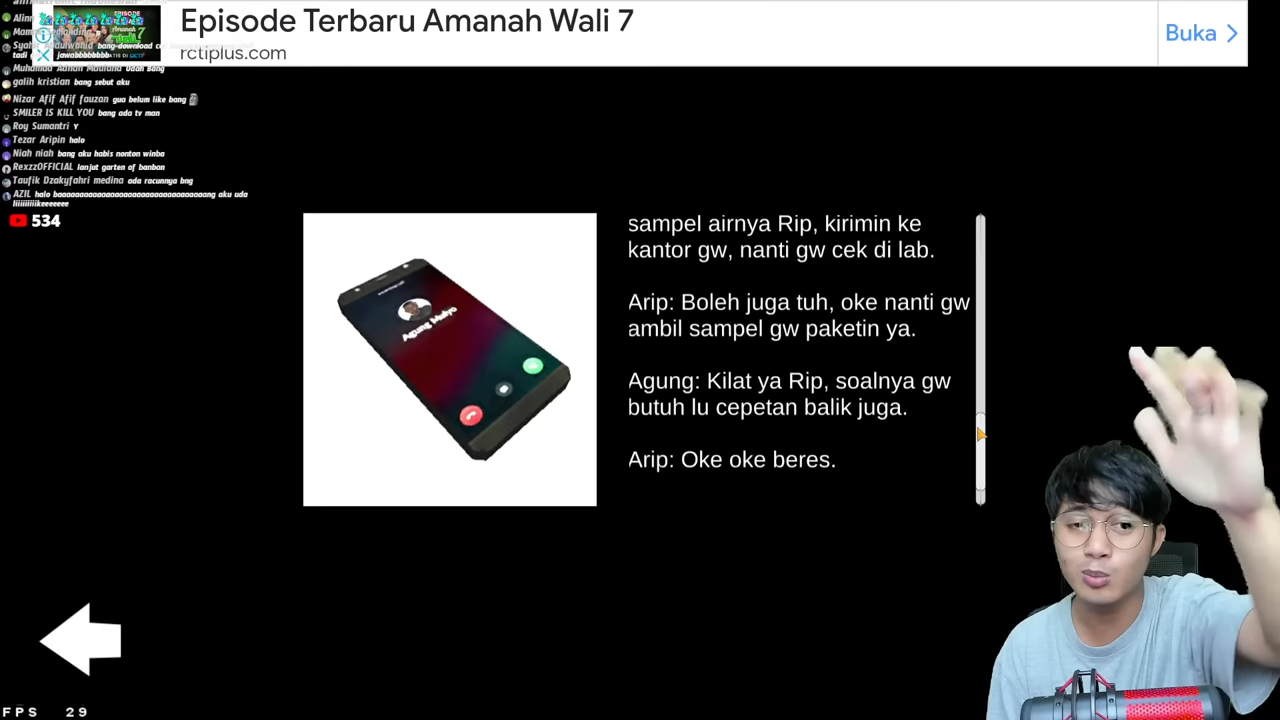 Episode Terbaru Amanah Wali 7
rctiplus.com
Buka
galih kristian bang sebut aku
Nizar Afif Afif fauzan gua belum like bang
SMILER IS KILL YOU bang ada tv man
Roy Sumantri Y
Tezar Aripin halo
Niah niah bang aku habis nonton winba
RexzzOFFICIAL lanjut garten of banban
Taufik Dzakyfahri medina ada racunnya bng
AZIL halo
aku uda
534
sampel airnya Rip, kirimin ke
kantor gw, nanti gw cek di lab.
Arip: Boleh juga tuh, oke nanti gw
ambil sampel gw paketin ya.
Agung: Kilat ya Rip, soalnya gw
butuh lu cepetan balik juga.
Arip: Oke oke beres.
Agung Mulyo
FPS 29